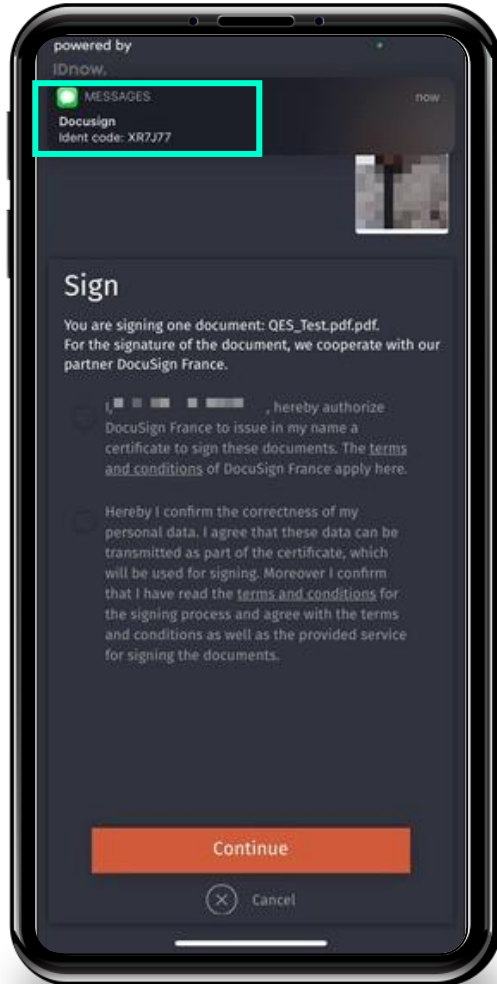 powered by
IDnow.
MESSAGES
now
Docusign
Ident code: XR7J77
Sign
You are signing one document: QES_Test.pdf.pdf.
For the signature of the document, we cooperate with our
partner DocuSign France.
I, , hereby authorize
DocuSign France to issue in my name a
certificate to sign these documents. The terms
and conditions of DocuSign France apply here.
Hereby I confirm the correctness of my
personal data. I agree that these data can be
transmitted as part of the certificate, which
will be used for signing. Moreover I confirm
that I have read the terms and conditions for
the signing process and agree with the terms
and conditions as well as the provided service
for signing the documents.
Continue
Cancel